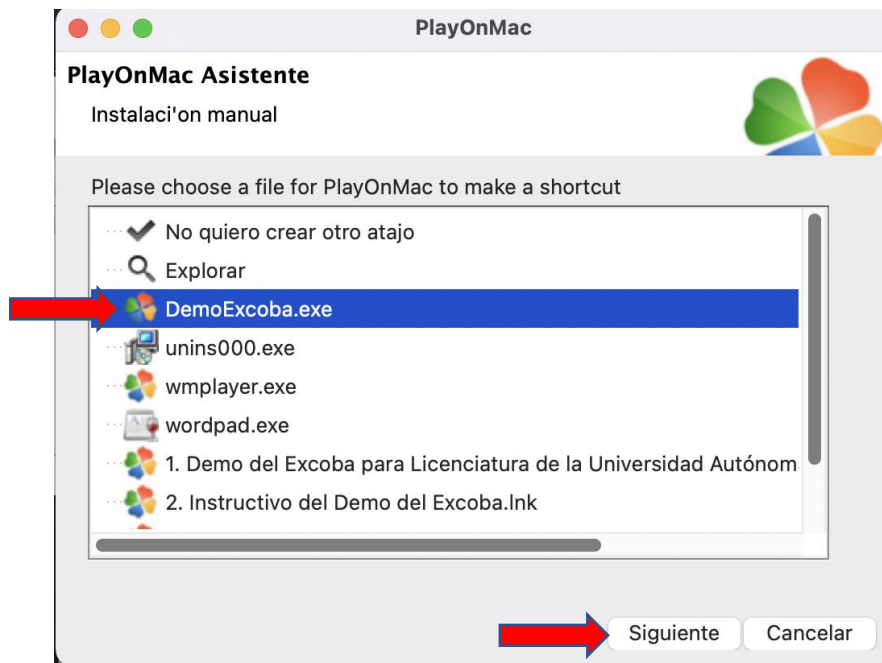 PlayOnMac
PlayOnMac Asistente
Instalaci'on manual
Please choose a file for PlayOnMac to make a shortcut
No quiero crear otro atajo
Explorar
DemoExcoba.exe
unins000.exe
wmplayer.exe
wordpad.exe
1. Demo del Excoba para Licenciatura de la Universidad Autónom
2. Instructivo del Demo del Excoba.lnk
Siguiente Cancelar